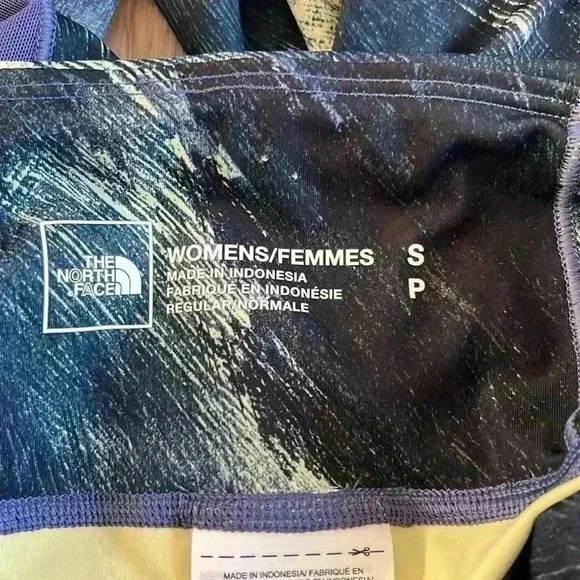 THE
NORTH
FACE
WOMENS/FEMMES S
MADE IN INDONESIA P
FABRIQUÉ EN INDONÉSIE
REGULAR/NORMALE
MADE IN INDONESIA/ FABRIQUÉ EN